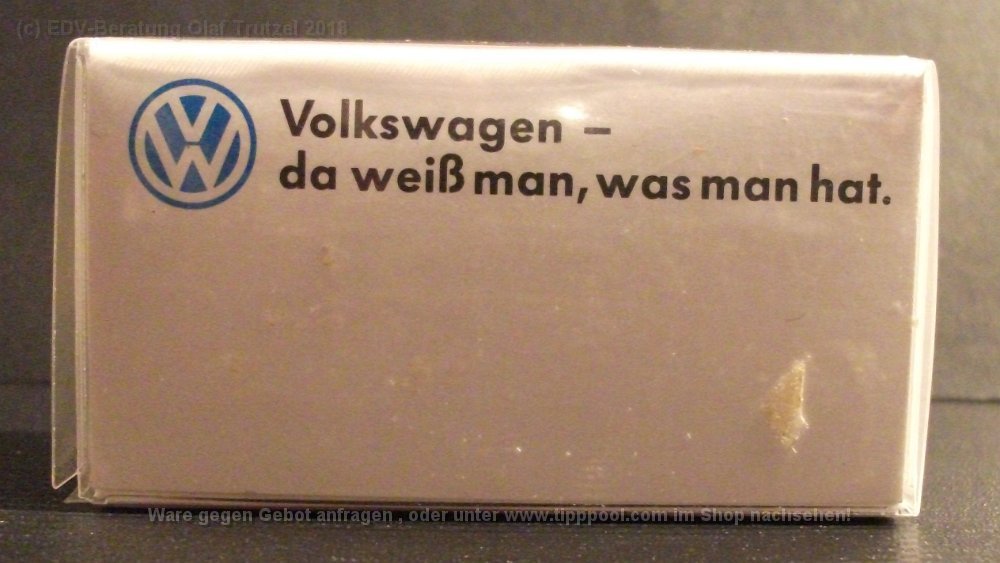 (c) EDV-Beratung Olaf Trutzel 2018
Volkswagen –
da weiß man, was man hat.
Ware gegen Gebot anfragen , oder unter www.tipppool.com im Shop nachsehen!